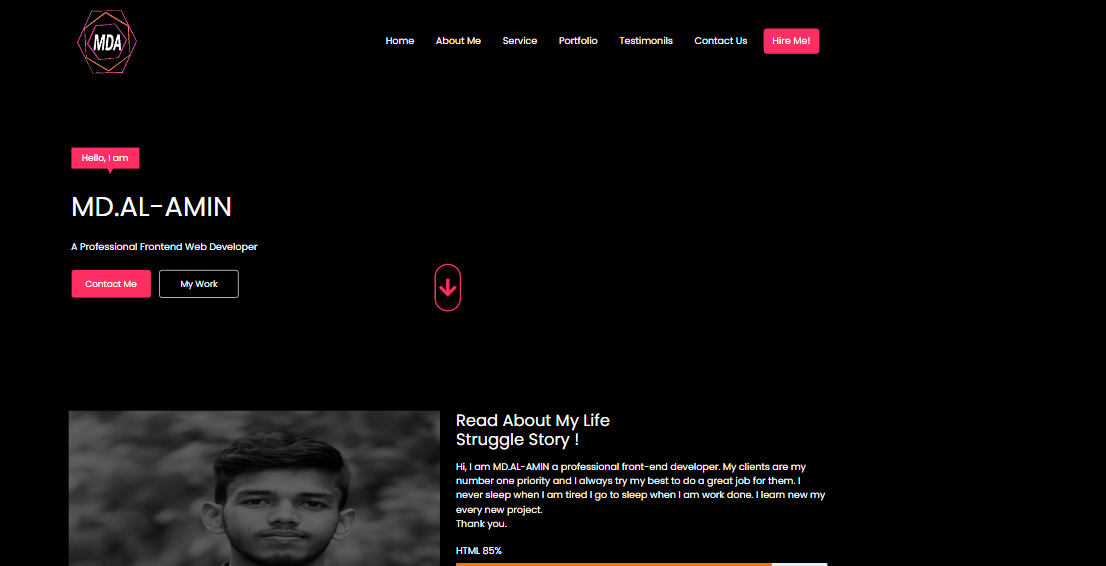 MDA
Home
About Me
Service
Portfolio
Testimonils
Contact Us
Hire Me!
Hello, I am
MD.AL-AMIN
A Professional Frontend Web Developer
Contact Me
My Work
Read About My Life
Struggle Story !
Hi, I am MD.AL-AMIN a professional front-end developer. My clients are my
number one priority and I always try my best to do a great job for them. I
never sleep when I am tired I go to sleep when I am work done. I learn new my
every new project.
Thank you.
HTML 85%